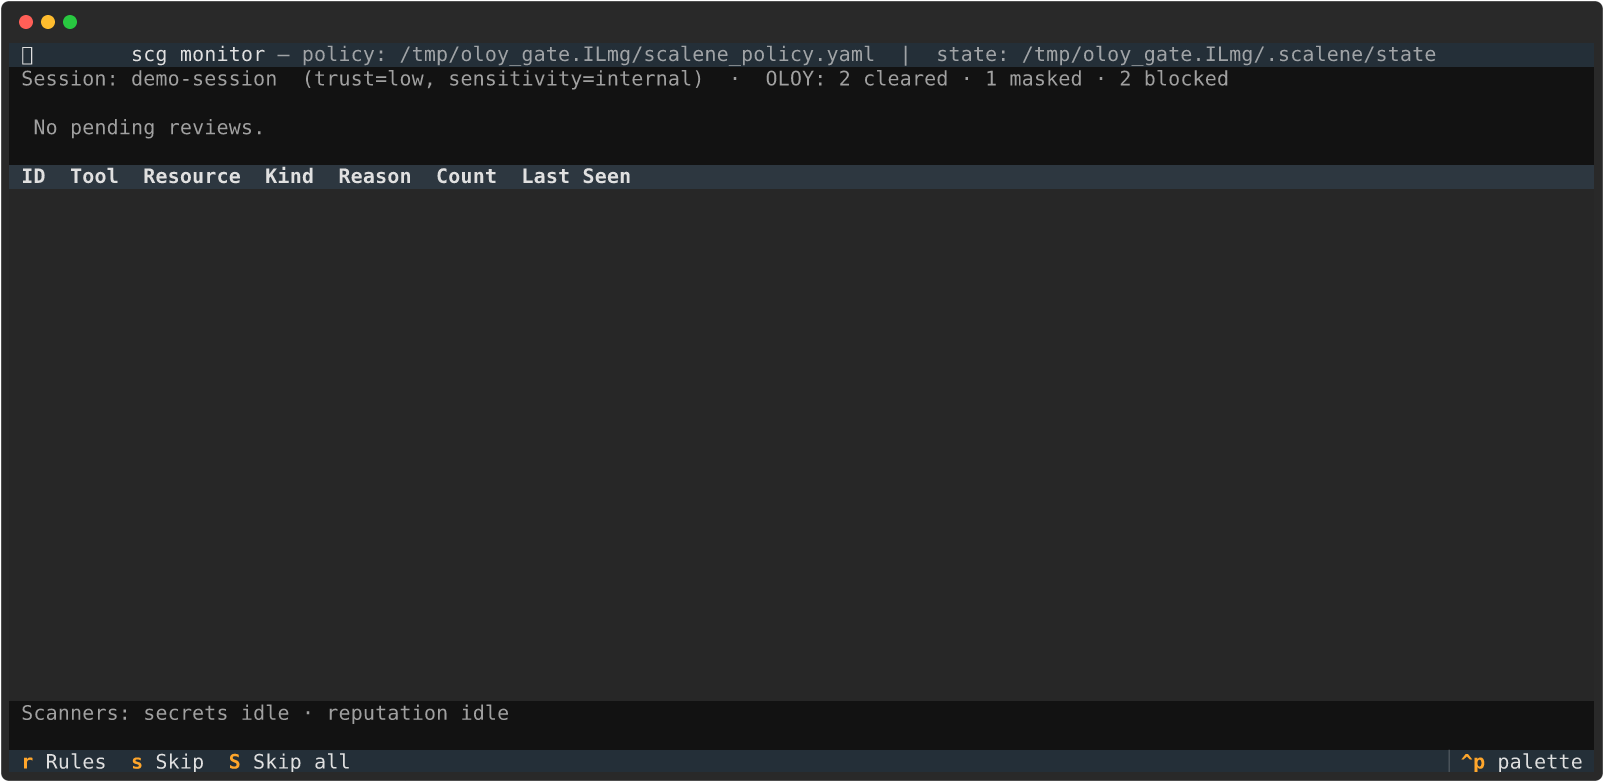 scg monitor — policy: /tmp/oloy_gate.ILmg/scalene_policy.yaml | state: /tmp/oloy_gate.ILmg/.scalene/state
Session: demo-session (trust=low, sensitivity=internal) · OLOY: 2 cleared · 1 masked · 2 blocked
No pending reviews.
ID Tool Resource Kind Reason Count Last Seen
Scanners: secrets idle · reputation idle
r Rules s Skip S Skip all ^p palette